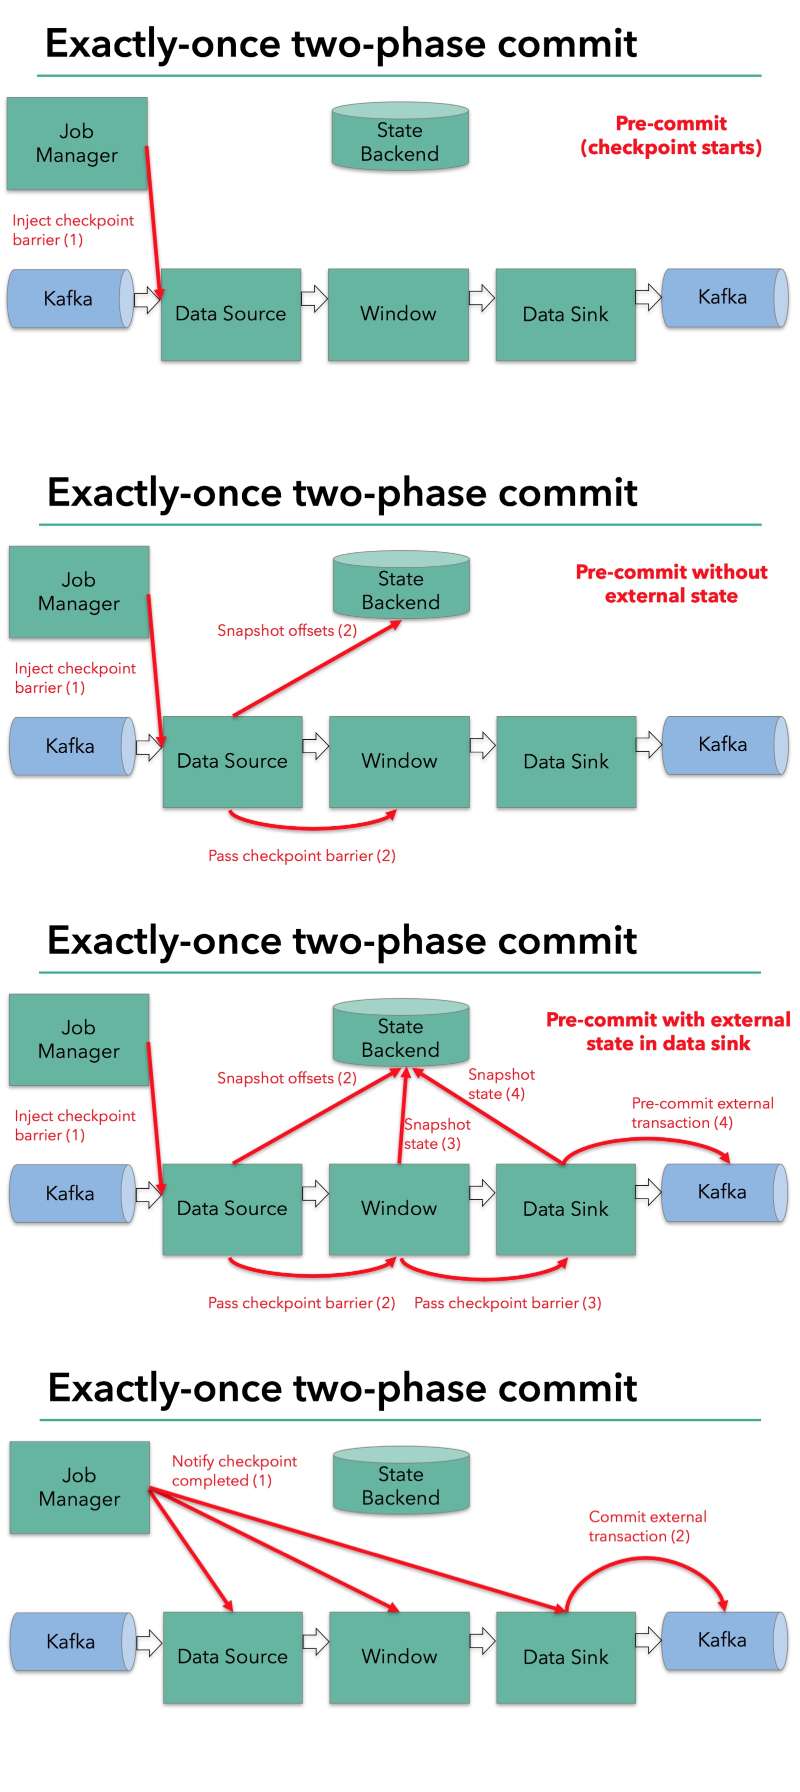 Exactly-once two-phase commit
Job
Manager
State
Backend
Pre-commit
(checkpoint starts)
Inject checkpoint
barrier (1)
Kafka
Data Source
Window
Data Sink
Kafka
Exactly-once two-phase commit
Job
Manager
State
Backend
Pre-commit without
external state
Snapshot offsets (2)
Inject checkpoint
barrier (1)
Kafka
Data Source
Window
Data Sink
Kafka
Pass checkpoint barrier (2)
Exactly-once two-phase commit
Job
Manager
State
Backend
Pre-commit with external
state in data sink
Snapshot offsets (2)
Snapshot
state (4)
Pre-commit external
transaction (4)
Inject checkpoint
barrier (1)
Snapshot
state (3)
Kafka
Data Source
Window
Data Sink
Kafka
Pass checkpoint barrier (2)
Pass checkpoint barrier (3)
Exactly-once two-phase commit
Job
Manager
Notify checkpoint
completed (1)
State
Backend
Commit external
transaction (2)
Kafka
Data Source
Window
Data Sink
Kafka